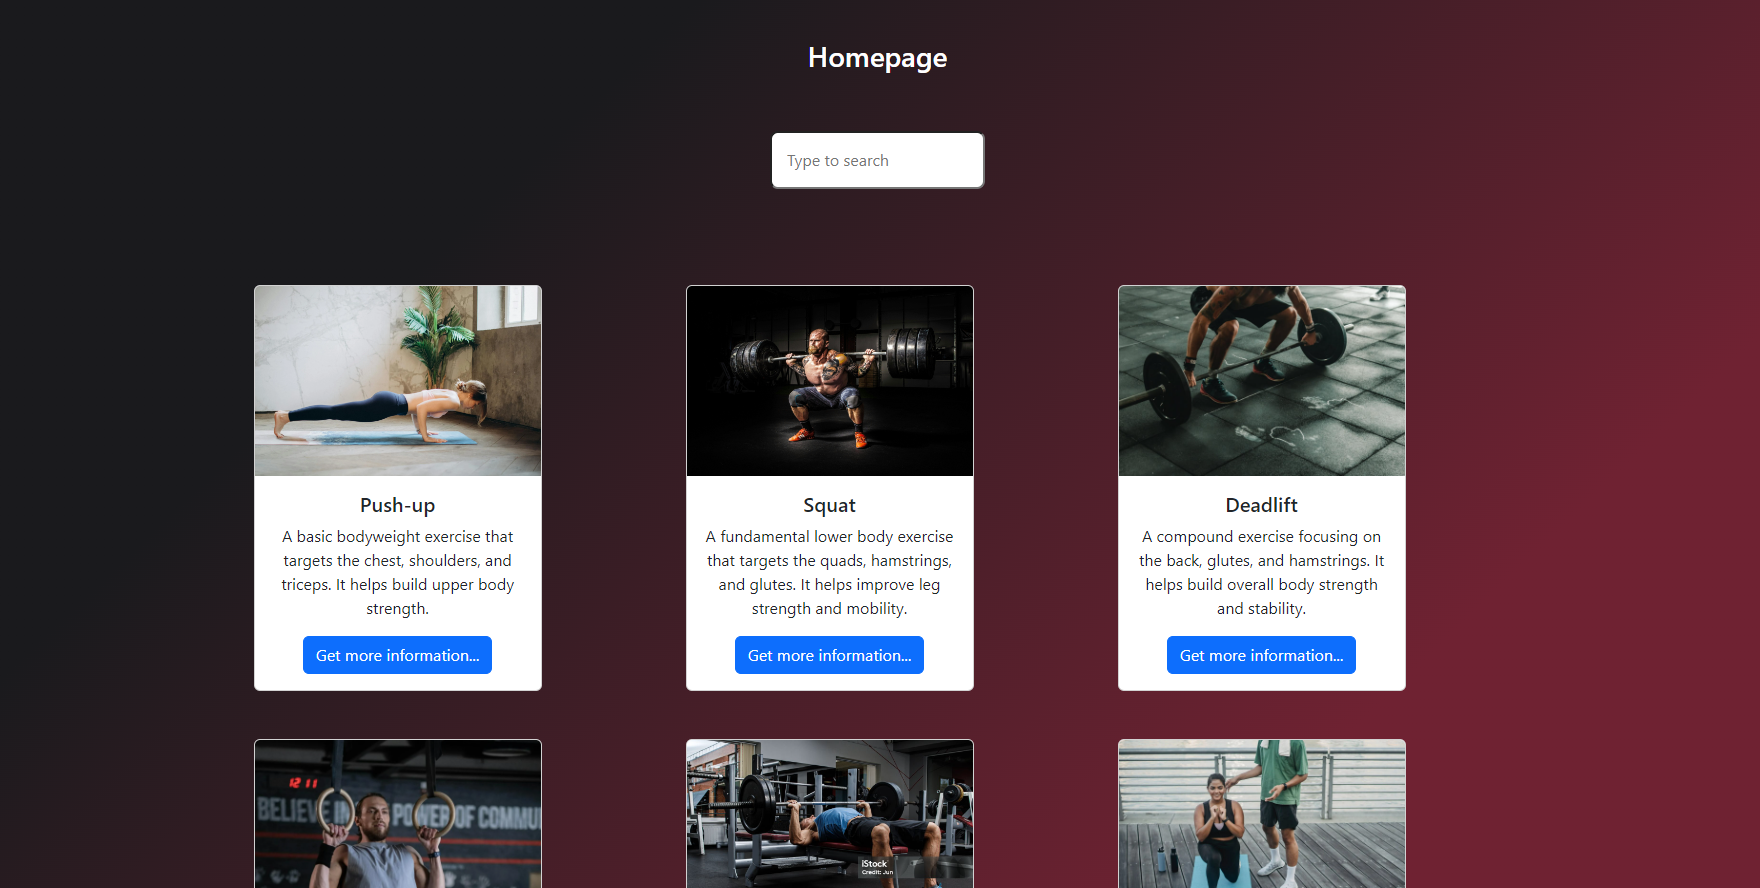 Homepage
Type to search
Push-up
A basic bodyweight exercise that
targets the chest, shoulders, and
triceps. It helps build upper body
strength.
Get more information...
Squat
A fundamental lower body exercise
that targets the quads, hamstrings,
and glutes. It helps improve leg
strength and mobility.
Get more information...
Deadlift
A compound exercise focusing on
the back, glutes, and hamstrings. It
helps build overall body strength
and stability.
Get more information...
12 11
BELIEVE IN POWER OF COMMU
iStock
Credit: Jun